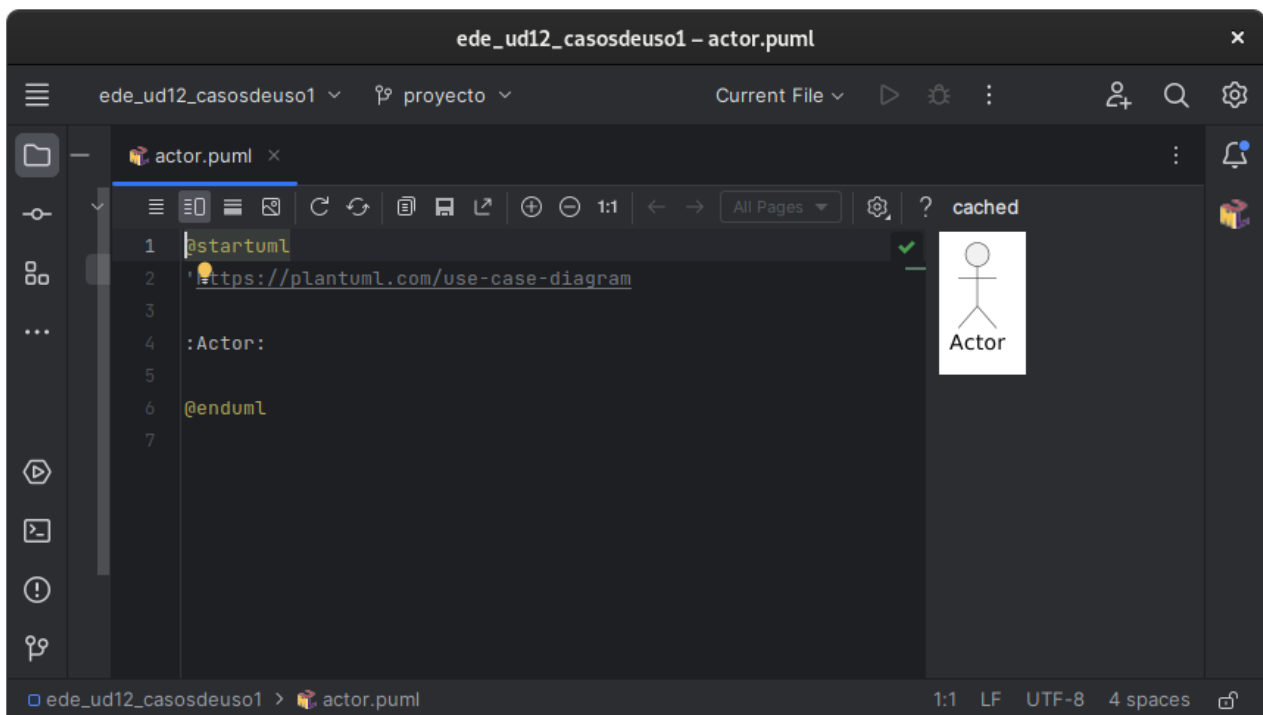 ede_ud12_casosdeuso1 – actor.puml
ede_ud12_casosdeuso1 proyecto Current File
actor.puml
1:1 All Pages ? cached
1 @startuml
2 'https://plantuml.com/use-case-diagram
3
4 :Actor:
5
6 @enduml
7
Actor
ede_ud12_casosdeuso1 > actor.puml 1:1 LF UTF-8 4 spaces